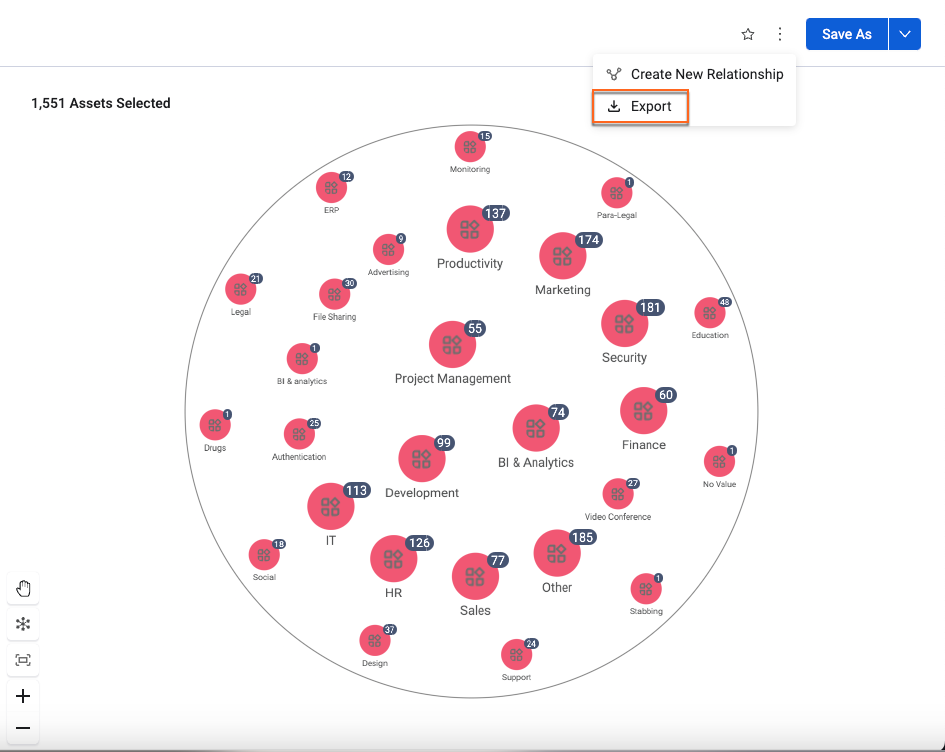 Save As
Create New Relationship
Export
1,551 Assets Selected
15
Monitoring
12
ERP
1
Para-Legal
137
Productivity
174
Marketing
9
Advertising
21
Legal
30
File Sharing
181
Security
48
Education
55
Project Management
1
BI & analytics
60
Finance
74
BI & Analytics
1
Drugs
25
Authentication
99
Development
1
No Value
27
Video Conference
113
IT
185
Other
126
HR
77
Sales
18
Social
1
Stabbing
37
Design
24
Support